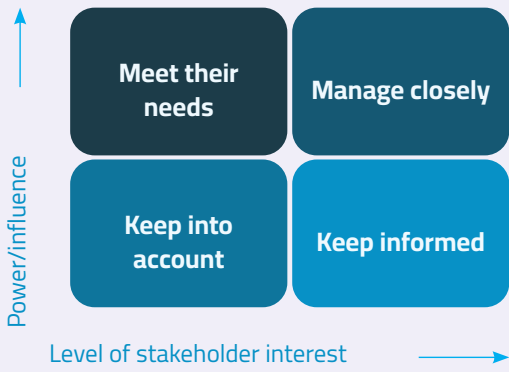 Meet their
needs
Manage closely
Power/influence
Keep into
account
Keep informed
Level of stakeholder interest